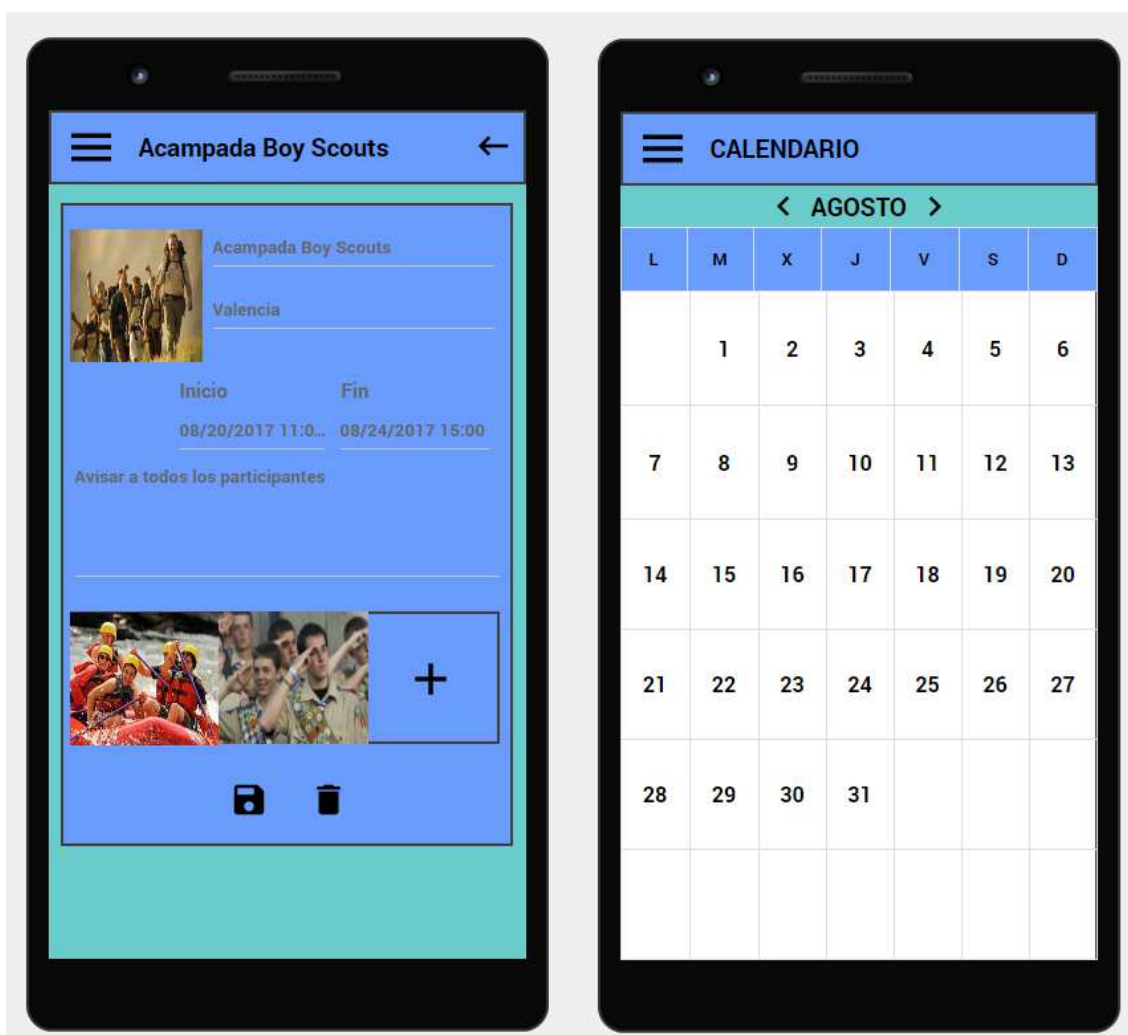 Acampada Boy Scouts
Acampada Boy Scouts
Valencia
Inicio Fin
08/20/2017 11:0... 08/24/2017 15:00
Avisar a todos los participantes
CALENDARIO
< AGOSTO >
L M X J V S D
1 2 3 4 5 6
7 8 9 10 11 12 13
14 15 16 17 18 19 20
21 22 23 24 25 26 27
28 29 30 31